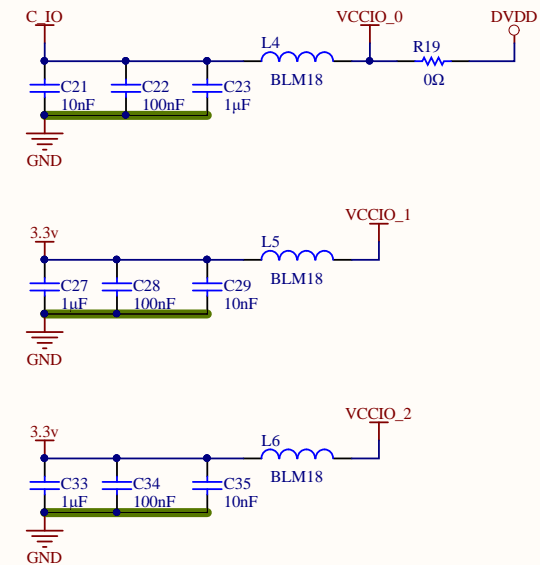 C_IO
VCCIO_0
DVDD
L4
R19
BLM18
0Ω
C21
C22
C23
10nF
100nF
1µF
GND
VCCIO_1
3.3v
L5
BLM18
C27
C28
C29
1µF
100nF
10nF
GND
VCCIO_2
3.3v
L6
BLM18
C33
C34
C35
1µF
100nF
10nF
GND